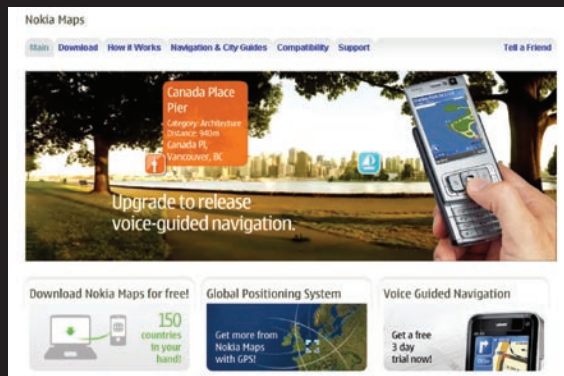 Nokia Maps
Main Download How it Works Navigation & City Guides Compatibility Support Tell a Friend
Canada Place
Pier
Category: Architecture
Distance: 940m
Canada Pl,
Vancouver, BC
Upgrade to release
voice-guided navigation.
Download Nokia Maps for free!
150
countries
in your
hand!
Global Positioning System
Get more from
Nokia Maps
with GPS!
Voice Guided Navigation
Get a free
3 day
trial now!